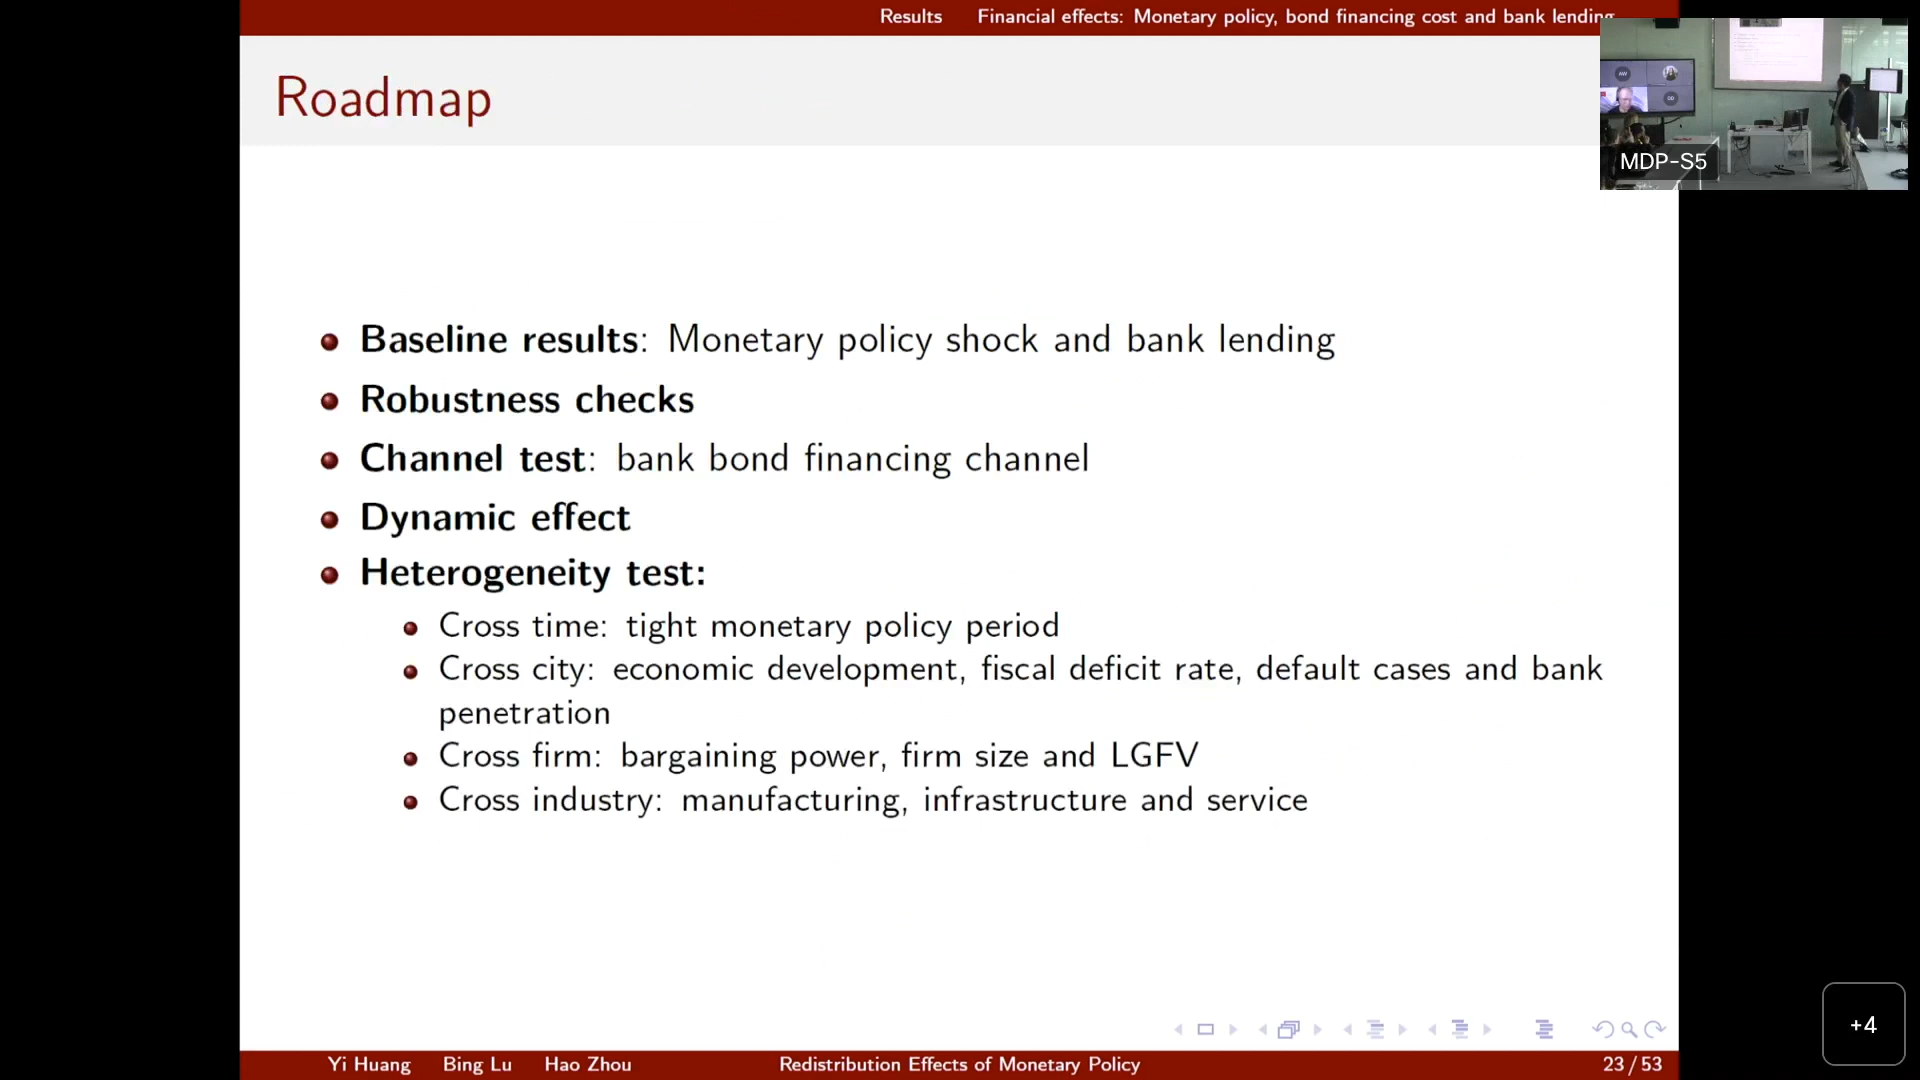 Results Financial effects: Monetary policy, bond financing cost and bank lending
Roadmap
MDP-S5
Baseline results: Monetary policy shock and bank lending
Robustness checks
Channel test: bank bond financing channel
Dynamic effect
Heterogeneity test:
Cross time: tight monetary policy period
Cross city: economic development, fiscal deficit rate, default cases and bank
penetration
Cross firm: bargaining power, firm size and LGFV
Cross industry: manufacturing, infrastructure and service
+4
Yi Huang Bing Lu Hao Zhou Redistribution Effects of Monetary Policy 23 / 53